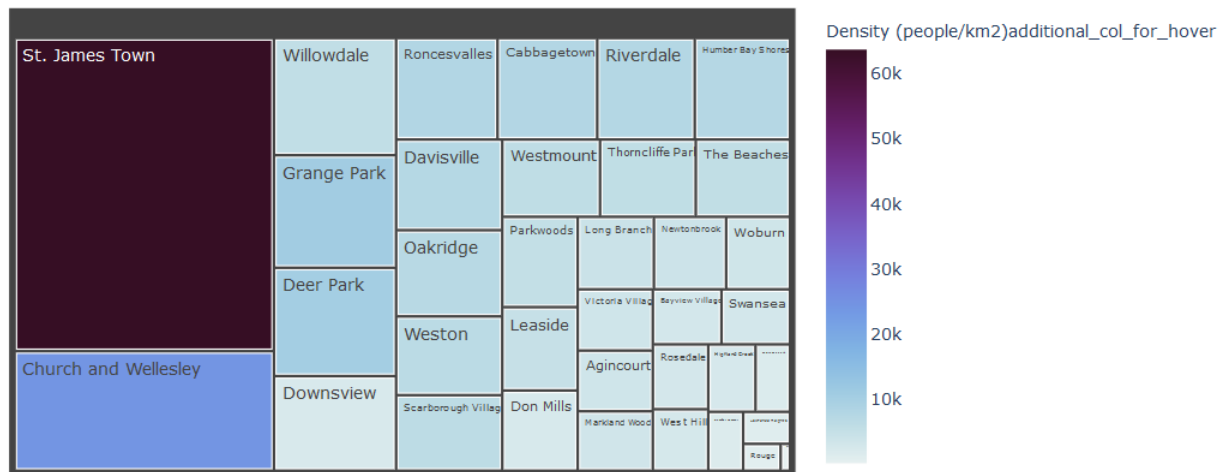 Density (people/km2)additional_col_for_hover
St. James Town
Willowdale
Roncesvalles
Cabbagetown
Riverdale
Humber Bay Shores
60k
50k
Davisville
Westmount
Thorncliffe Par
The Beaches
Grange Park
40k
Parkwoods
Long Branch
Newtonbrook
Woburn
Oakridge
30k
Deer Park
Victoria Villag
Bayview Village
Swansea
Leaside
Weston
20k
Church and Wellesley
Agincourt
Rosedale
Highland Creek
Downsview
Scarborough Villag
Don Mills
10k
Markland Wood
West Hill
Rouge